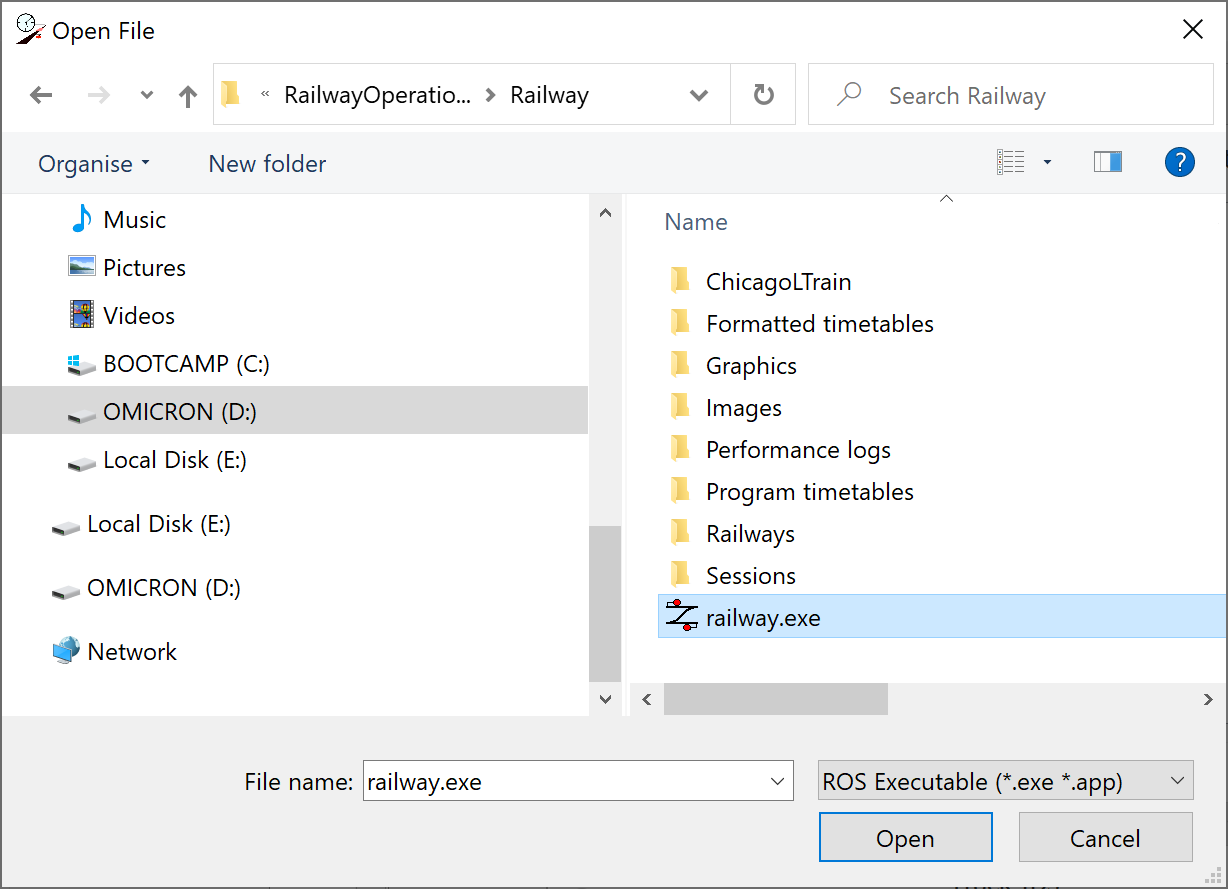 Open File
« RailwayOperatio... > Railway
Search Railway
Organise
New folder
?
Music
Pictures
Videos
BOOTCAMP (C:)
OMICRON (D:)
Local Disk (E:)
Local Disk (E:)
OMICRON (D:)
Network
Name
ChicagoLTrain
Formatted timetables
Graphics
Images
Performance logs
Program timetables
Railways
Sessions
railway.exe
File name: railway.exe
ROS Executable (*.exe *.app)
Open
Cancel